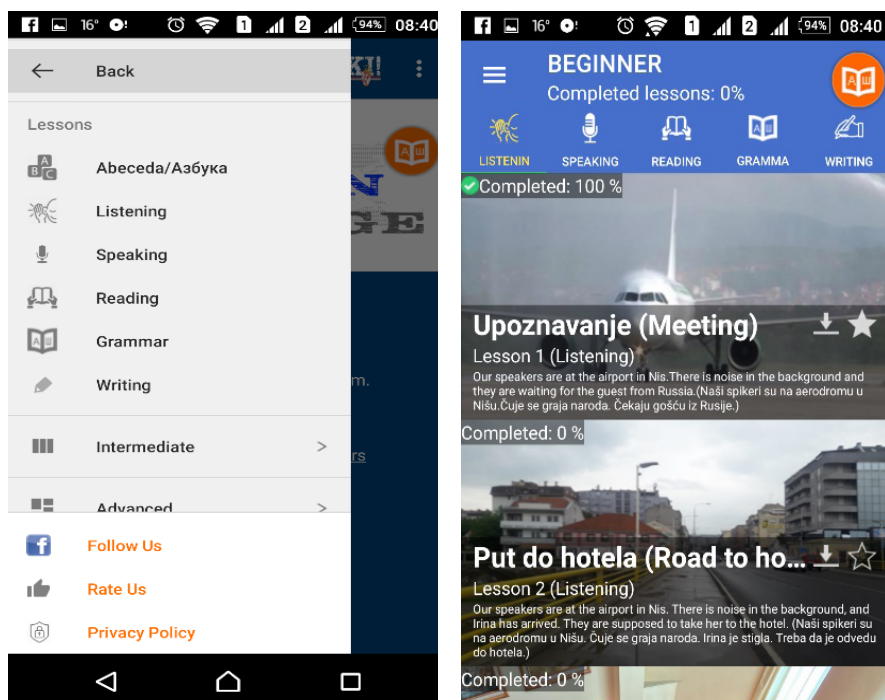 16°
1
2
94%
08:40
Back
KJ!
Lessons
Abeceda/Азбука
Listening
Speaking
Reading
Grammar
Writing
Intermediate >
Advanced >
Follow Us
Rate Us
Privacy Policy
N
GE
m.
rs
16°
1
2
94%
08:40
BEGINNER
Completed lessons: 0%
LISTENIN
SPEAKING
READING
GRAMMA
WRITING
Completed: 100 %
Upoznavanje (Meeting)
Lesson 1 (Listening)
Our speakers are at the airport in Nis.There is noise in the background and
they are waiting for the guest from Russia.(Naši spikeri su na aerodromu u
Nišu.Čuje se graja naroda. Čekaju gošću iz Rusije.)
Completed: 0 %
Put do hotela (Road to ho...
Lesson 2 (Listening)
Our speakers are at the airport in Nis. There is noise in the background, and
Irina has arrived. They are supposed to take her to the hotel. (Naši spikeri su
na aerodromu u Nišu. Čuje se graja naroda. Irina je stigla. Treba da je odvedu
do hotela.)
Completed: 0 %